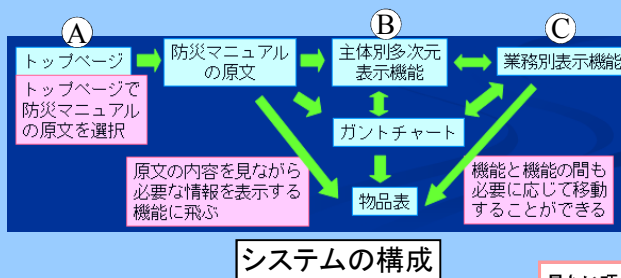 Ⓐ
Ⓑ
Ⓒ
トップページ
防災マニュアル
の原文
主体別多次元
表示機能
業務別表示機能
トップページで
防災マニュアル
の原文を選択
ガントチャート
原文の内容を見ながら
必要な情報を表示する
機能に飛ぶ
物品表
機能と機能の間も
必要に応じて移動
することができる
システムの構成